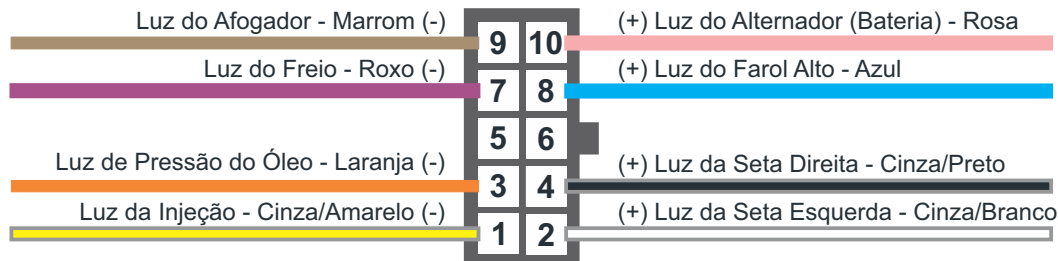 Luz do Afogador - Marrom (-)
9 10
(+) Luz do Alternador (Bateria) - Rosa
Luz do Freio - Roxo (-)
7 8
(+) Luz do Farol Alto - Azul
5 6
Luz de Pressão do Óleo - Laranja (-)
3 4
(+) Luz da Seta Direita - Cinza/Preto
Luz da Injeção - Cinza/Amarelo (-)
1 2
(+) Luz da Seta Esquerda - Cinza/Branco